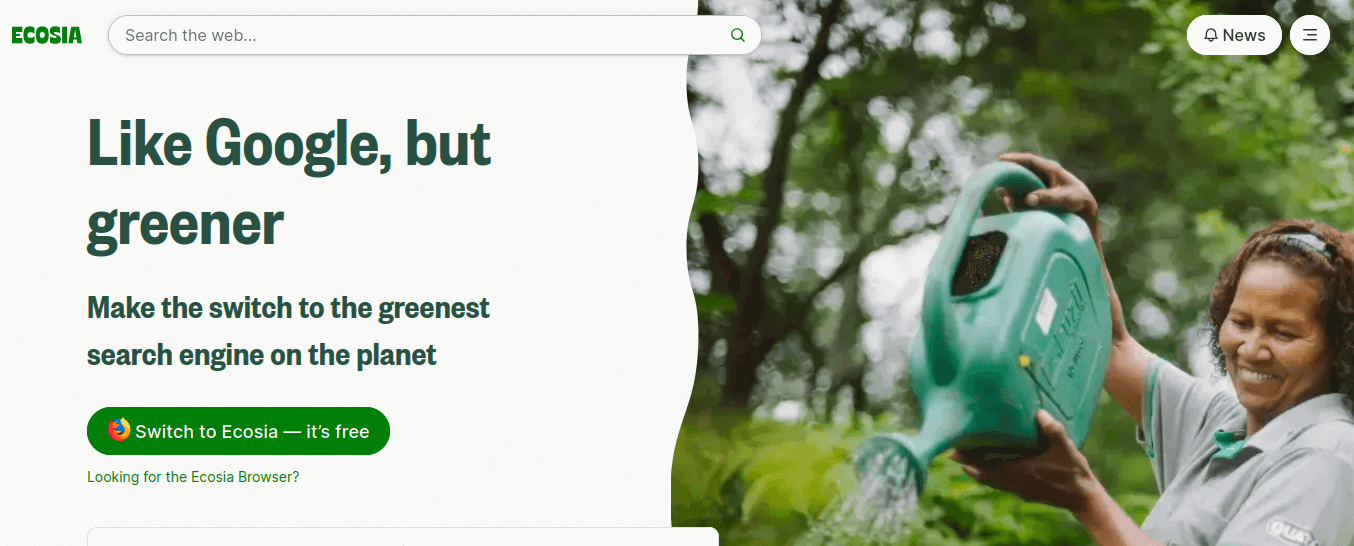 ECOSIA
Search the web...
News
Like Google, but
greener
Make the switch to the greenest
search engine on the planet
Switch to Ecosia — it's free
Looking for the Ecosia Browser?